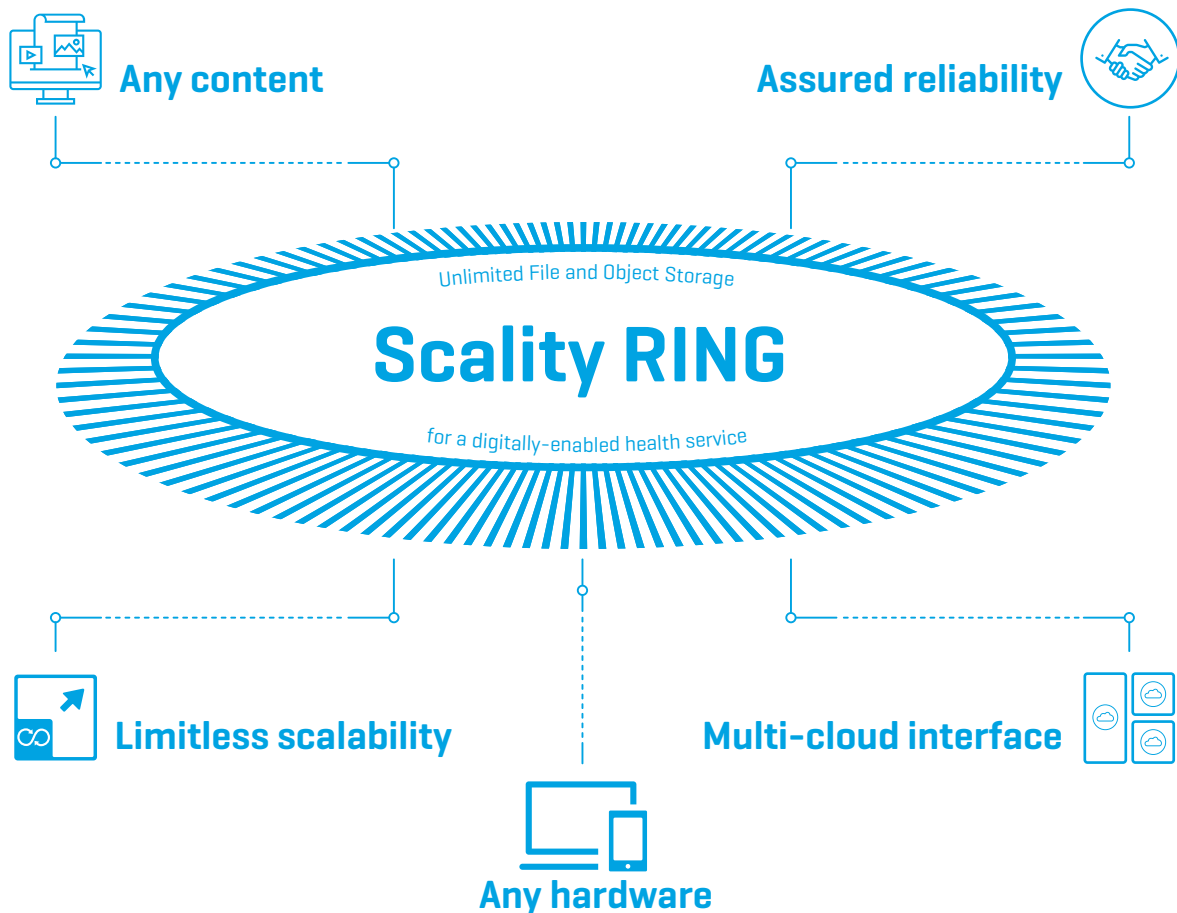 Any content
Assured reliability
Unlimited File and Object Storage
Scality RING
for a digitally-enabled health service
Limitless scalability
Multi-cloud interface
Any hardware